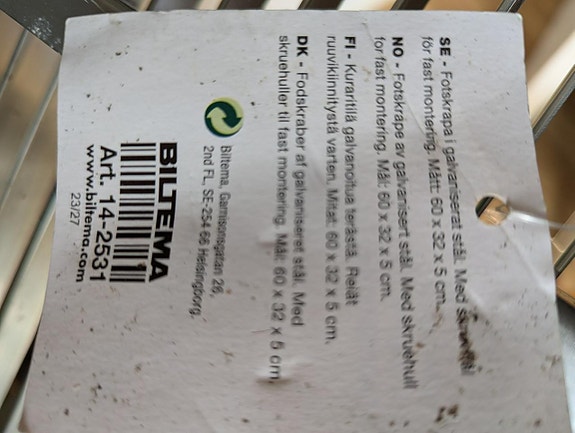 SE - Fotskrapa i galvaniserat stål. Med
för fast montering. Mått: 60 x 32 x 5 cm.
NO - Fotskrape av galvanisert stål. Med skruehull
for fast montering. Mål: 60 x 32 x 5 cm.
FI - Kuraritilä galvanoitua terästä. Reiät
ruuvikiinnitystä varten. Mitat: 60 x 32 x 5 cm.
DK - Fodskraber af galvaniseret stål. Med
skruehuller til fast montering. Mål: 60 x 32 x 5 cm.
Biltema, Garnisonsgatan 26,
2nd FL, SE-254 66 Helsingborg.
BILTEMA
Art. 14-2531
www.biltema.com
23/27